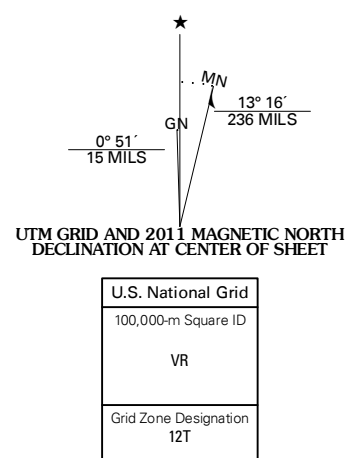 ★
MN
GN
13° 16´
236 MILS
0° 51´
15 MILS
UTM GRID AND 2011 MAGNETIC NORTH
DECLINATION AT CENTER OF SHEET
U.S. National Grid
100,000-m Square ID
VR
Grid Zone Designation
12T